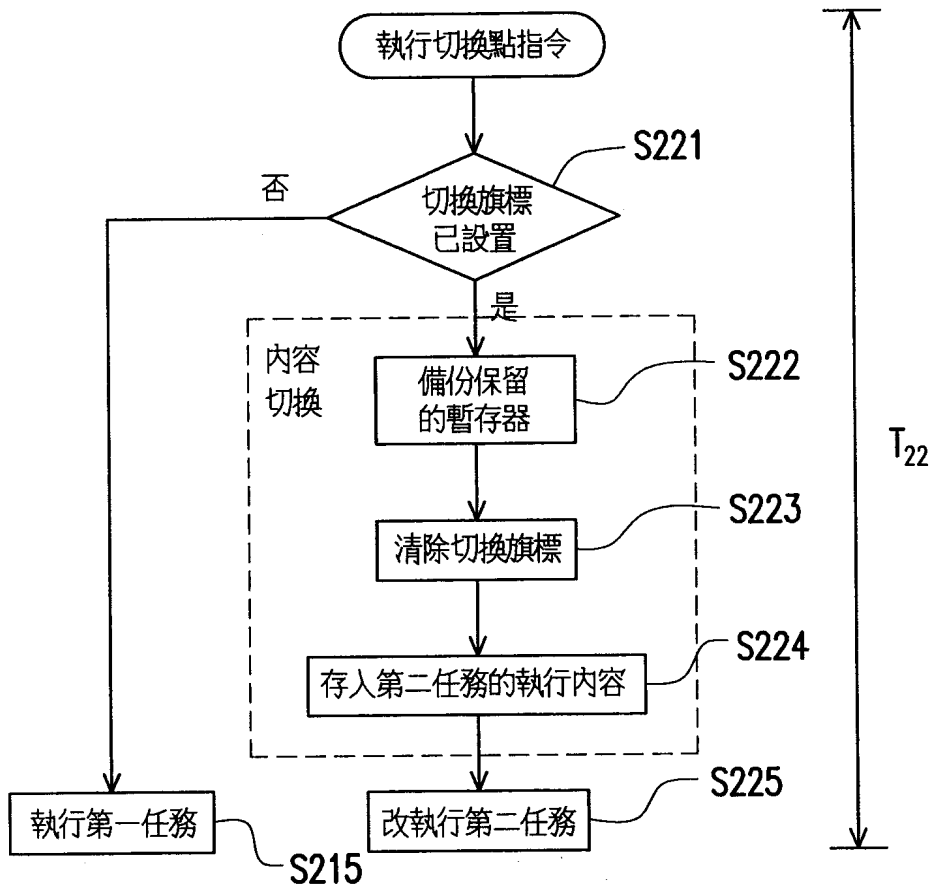 執行切換點指令
S221
否
切換旗標
已設置
是
內容
切換
備份保留
的暫存器
S222
T22
S223
清除切換旗標
S224
存入第二任務的執行內容
S225
執行第一任務
改執行第二任務
S215